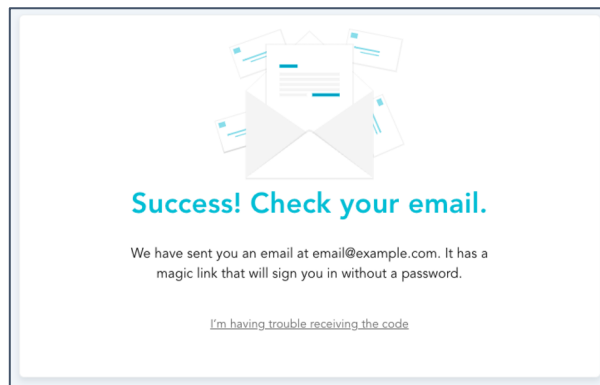 Success! Check your email.
We have sent you an email at email@example.com. It has a
magic link that will sign you in without a password.
I'm having trouble receiving the code